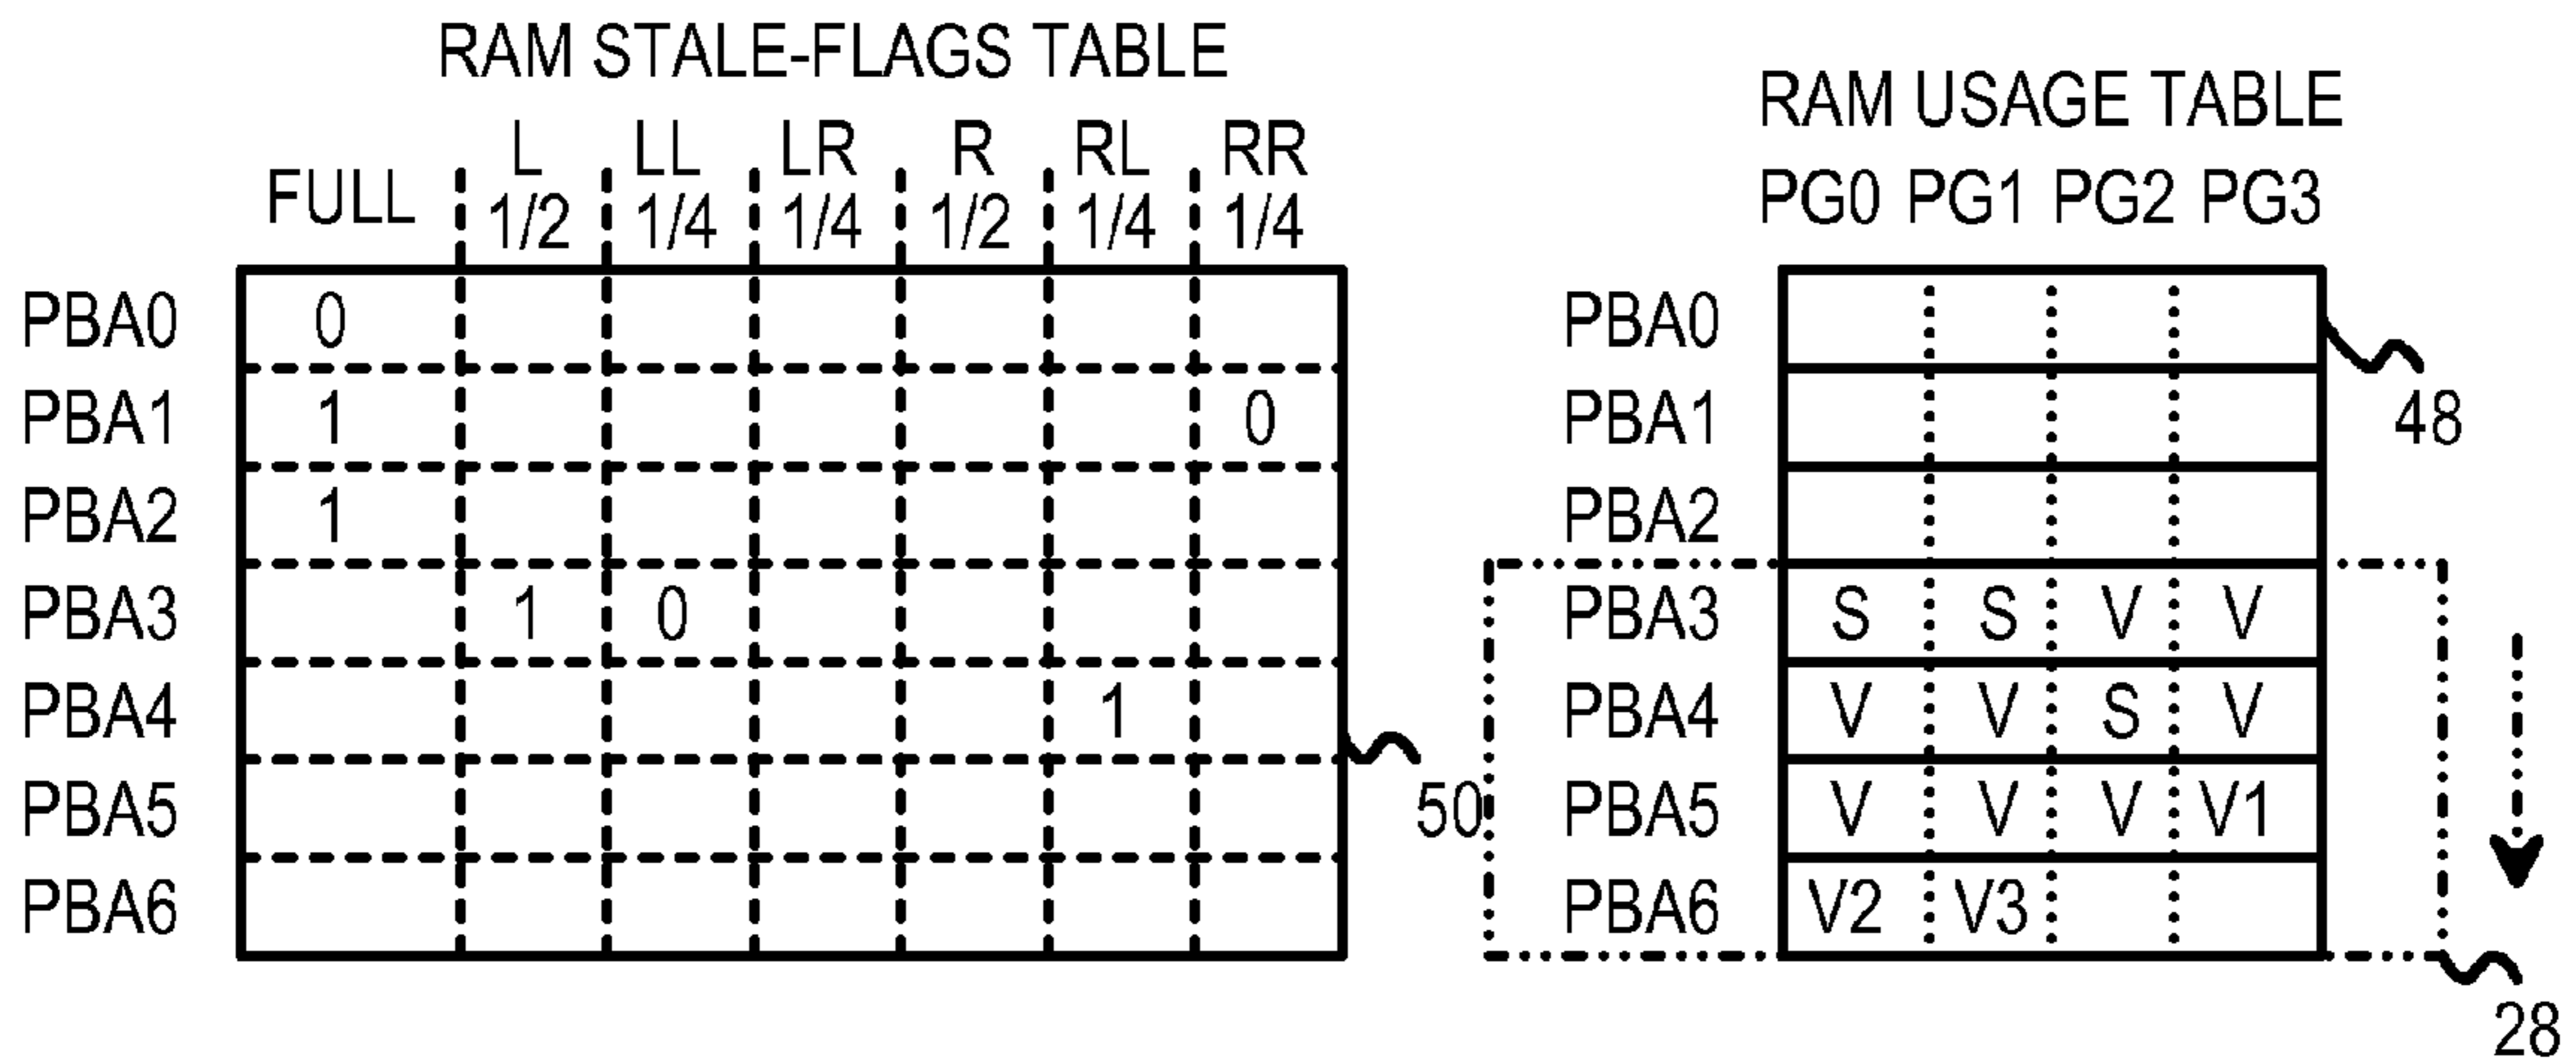 RAM STALE-FLAGS TABLE
FULL L 1/2 LL 1/4 LR 1/4 R 1/2 RL 1/4 RR 1/4
PBA0 0
PBA1 1 0
PBA2 1
PBA3 1 0
PBA4 1
PBA5
PBA6
50
RAM USAGE TABLE
PG0 PG1 PG2 PG3
PBA0
PBA1
PBA2
PBA3 S S V V
PBA4 V V S V
PBA5 V V V V1
PBA6 V2 V3
48
28